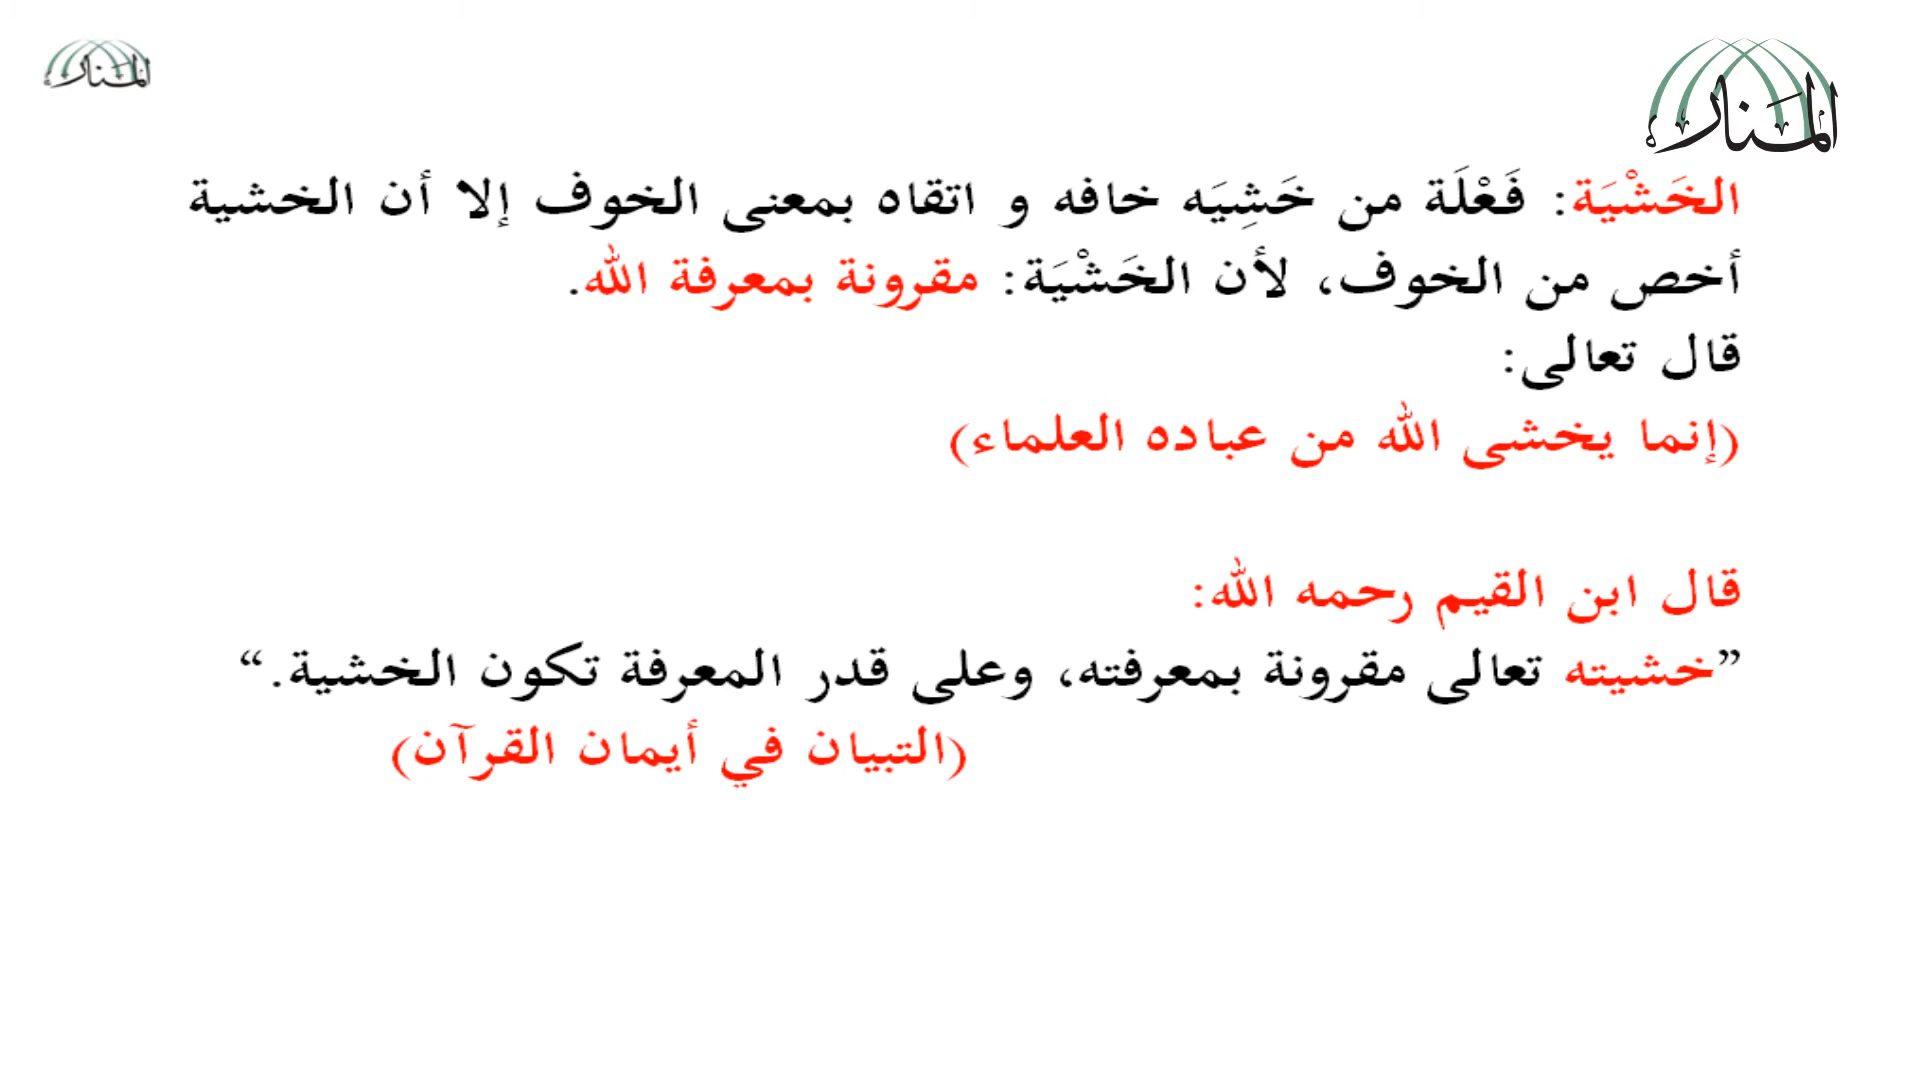 المنارة
المنارة
الخَشْيَة: فَعْلَة من خَشِيَه خافه و اتقاه بمعنى الخوف إلا أن الخشية
أخص من الخوف، لأن الخَشْيَة: مقرونة بمعرفة الله.
قال تعالى:
(إنما يخشى الله من عباده العلماء)
قال ابن القيم رحمه الله:
”خشيته تعالى مقرونة بمعرفته، وعلى قدر المعرفة تكون الخشية.“
(التبيان في أيمان القرآن)